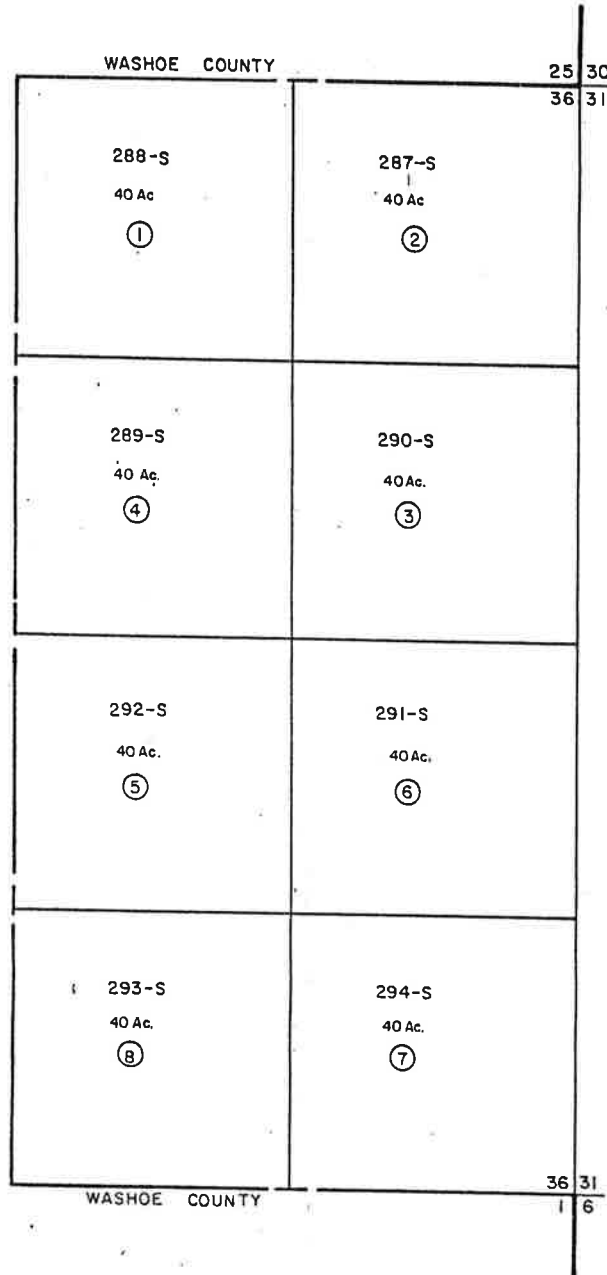 WASHOE COUNTY
25 30
36 31
288-S
40 Ac
1
287-S
40 Ac
2
289-S
40 Ac.
4
290-S
40 Ac.
3
292-S
40 Ac.
5
291-S
40 Ac.
6
293-S
40 Ac.
8
294-S
40 Ac.
7
36 31
1 6
WASHOE COUNTY